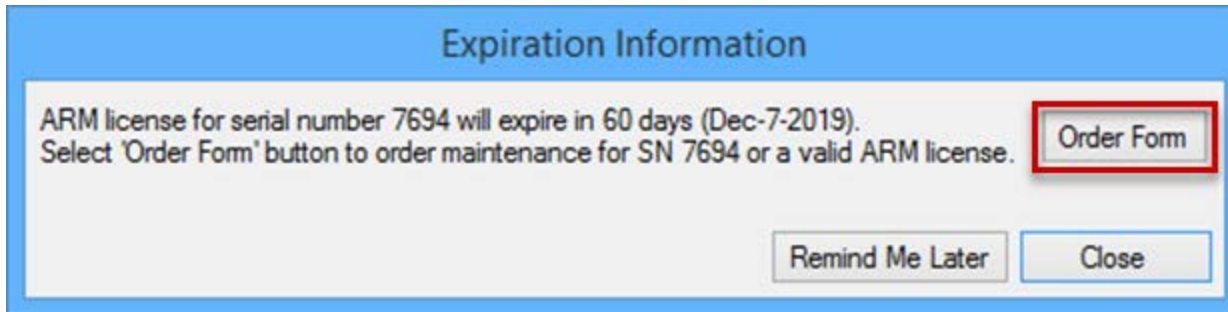 Expiration Information
ARM license for serial number 7694 will expire in 60 days (Dec-7-2019).
Select 'Order Form' button to order maintenance for SN 7694 or a valid ARM license.
Order Form
Remind Me Later
Close